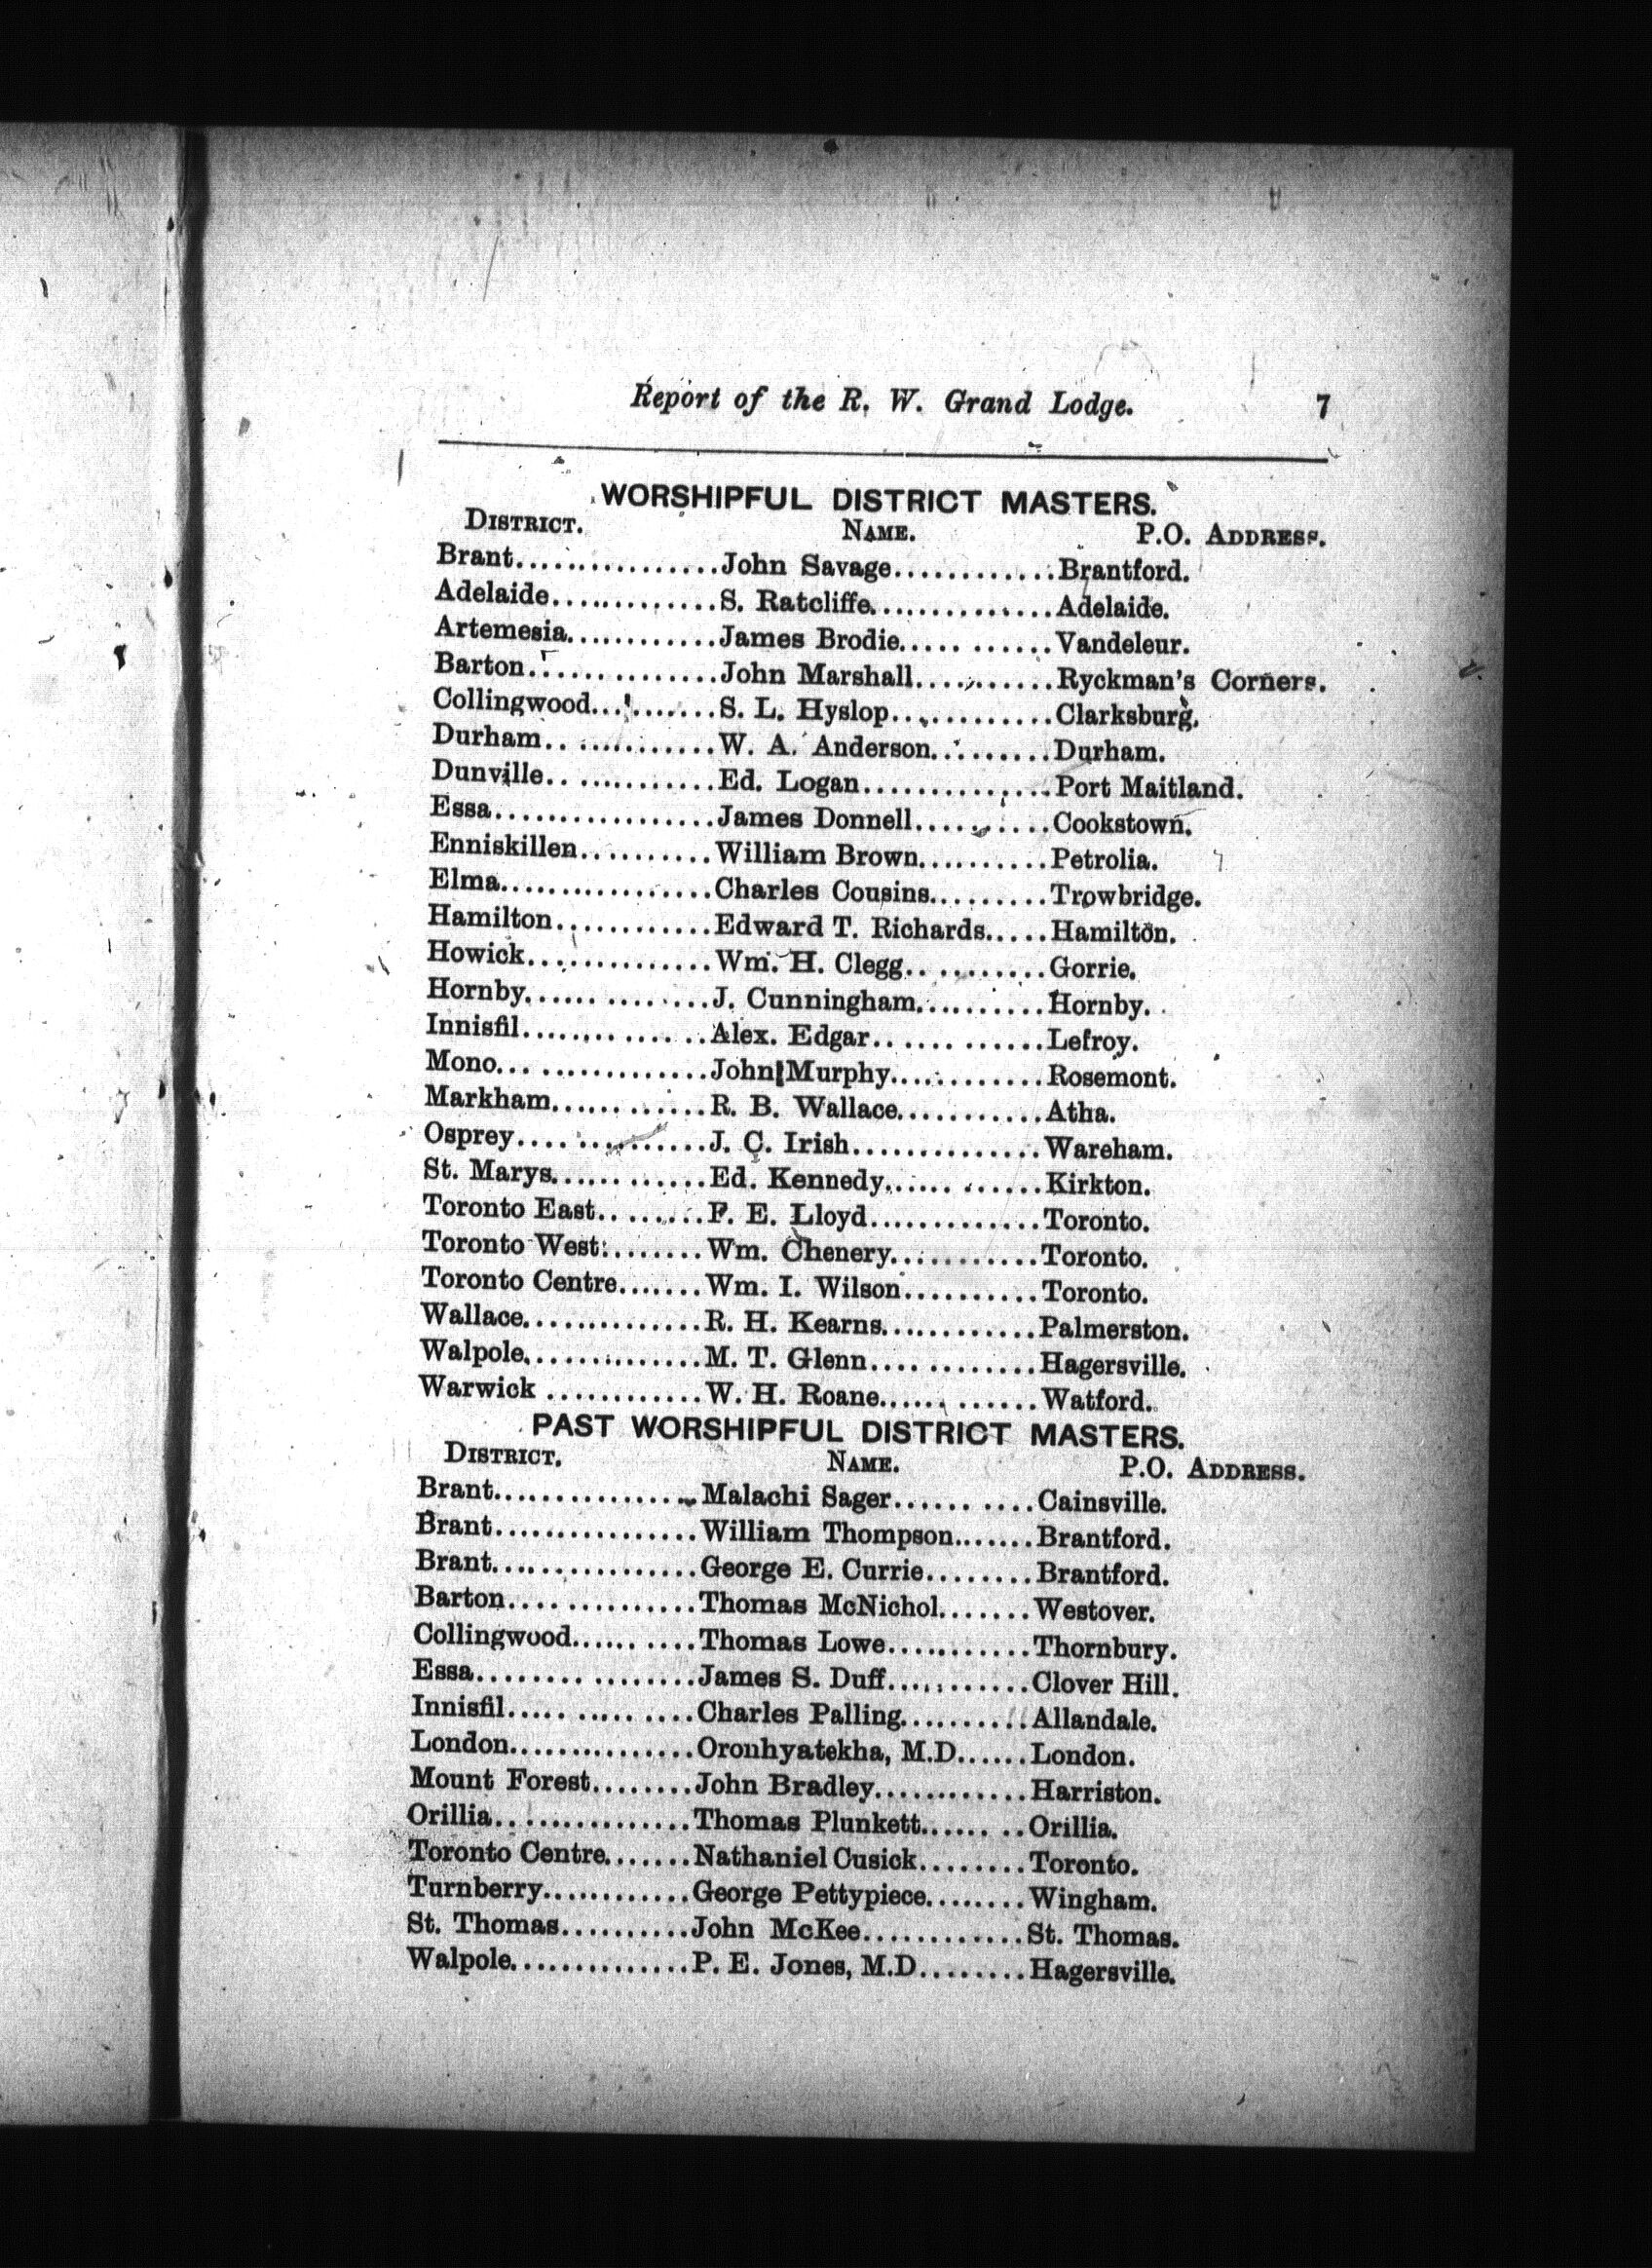 Report of the R. W. Grand Lodge. 7
WORSHIPFUL DISTRICT MASTERS.
DISTRICT. NAME. P.O. ADDRESS.
Brant................John Savage............Brantford.
Adelaide.............S. Ratcliffe..............Adelaide.
Artemesia............James Brodie............Vandeleur.
Barton...............John Marshall...........Ryckman's Corners.
Collingwood..........S. L. Hyslop.............Clarksburg.
Durham..............W. A. Anderson..........Durham.
Dunville.............Ed. Logan...............Port Maitland.
Essa.................James Donnell...........Cookstown.
Enniskillen..........William Brown..........Petrolia.
Elma.................Charles Cousins.........Trowbridge.
Hamilton............Edward T. Richards.....Hamilton.
Howick..............Wm. H. Clegg...........Gorrie.
Hornby..............J. Cunningham..........Hornby.
Innisfil..............Alex. Edgar.............Lefroy.
Mono................John Murphy............Rosemont.
Markham............R. B. Wallace...........Atha.
Osprey...............J. C. Irish..............Wareham.
St. Marys............Ed. Kennedy............Kirkton.
Toronto East.........F. E. Lloyd.............Toronto.
Toronto West........Wm. Chenery...........Toronto.
Toronto Centre.......Wm. I. Wilson..........Toronto.
Wallace..............R. H. Kearns............Palmerston.
Walpole..............M. T. Glenn............Hagersville.
Warwick ............W. H. Roane............Watford.
PAST WORSHIPFUL DISTRICT MASTERS.
DISTRICT. NAME. P.O. ADDRESS.
Brant................Malachi Sager..........Cainsville.
Brant................William Thompson.......Brantford.
Brant................George E. Currie........Brantford.
Barton..............Thomas McNichol.......Westover.
Collingwood..........Thomas Lowe...........Thornbury.
Essa.................James S. Duff...........Clover Hill.
Innisfil..............Charles Palling..........Allandale.
London..............Oronhyatekha, M.D......London.
Mount Forest........John Bradley............Harriston.
Orillia...............Thomas Plunkett........Orillia.
Toronto Centre.......Nathaniel Cusick........Toronto.
Turnberry............George Pettypiece........Wingham.
St. Thomas..........John McKee............St. Thomas.
Walpole.............P. E. Jones, M.D........Hagersville.